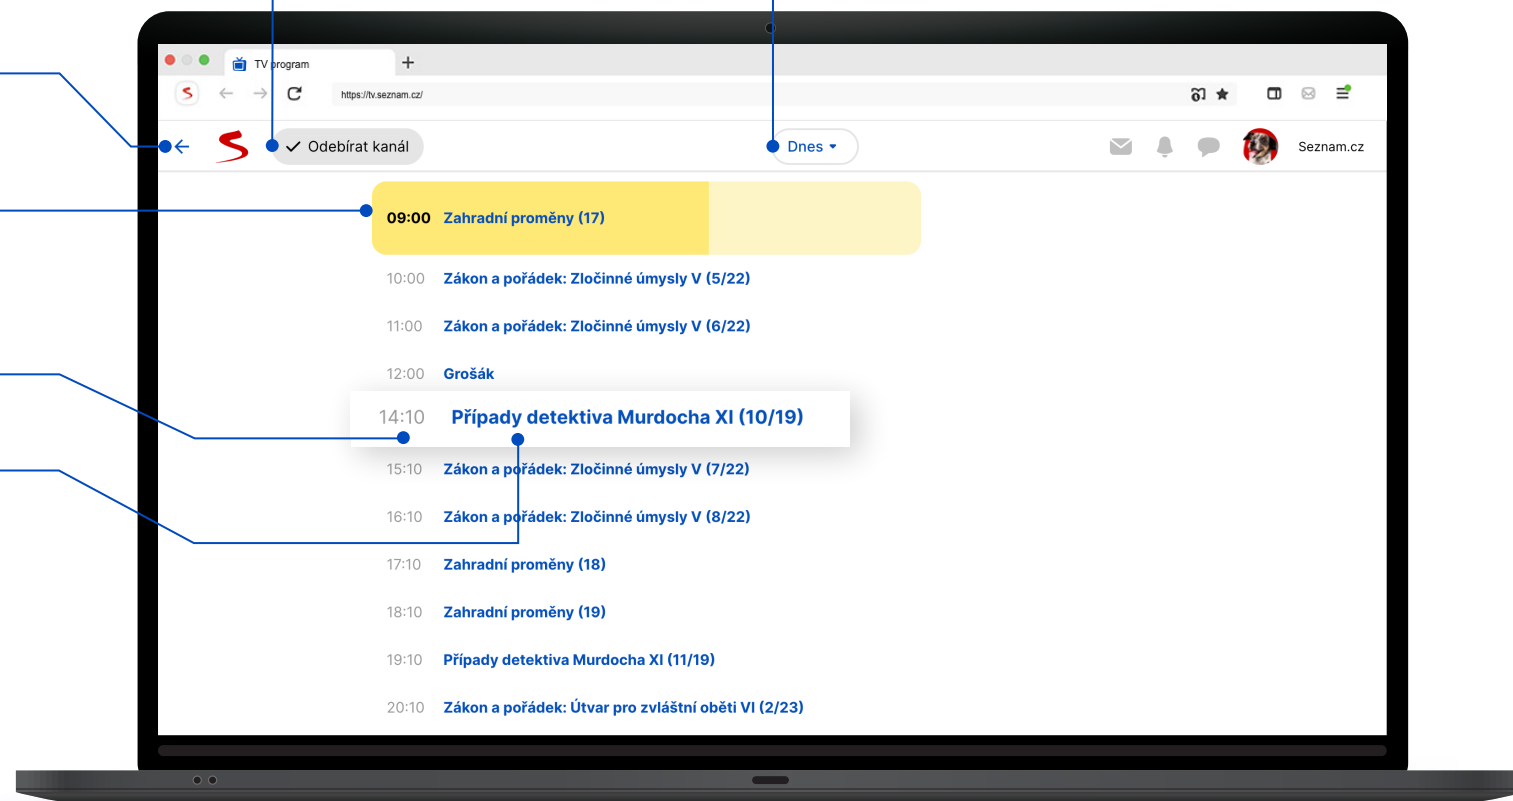 TV program
https://tv.seznam.cz/
Odebírat kanál
Dnes
Seznam.cz
09:00 Zahradní proměny (17)
10:00 Zákon a pořádek: Zločinné úmysly V (5/22)
11:00 Zákon a pořádek: Zločinné úmysly V (6/22)
12:00 Grošák
14:10 Případy detektiva Murdocha XI (10/19)
15:10 Zákon a pořádek: Zločinné úmysly V (7/22)
16:10 Zákon a pořádek: Zločinné úmysly V (8/22)
17:10 Zahradní proměny (18)
18:10 Zahradní proměny (19)
19:10 Případy detektiva Murdocha XI (11/19)
20:10 Zákon a pořádek: Útvar pro zvláštní oběti VI (2/23)